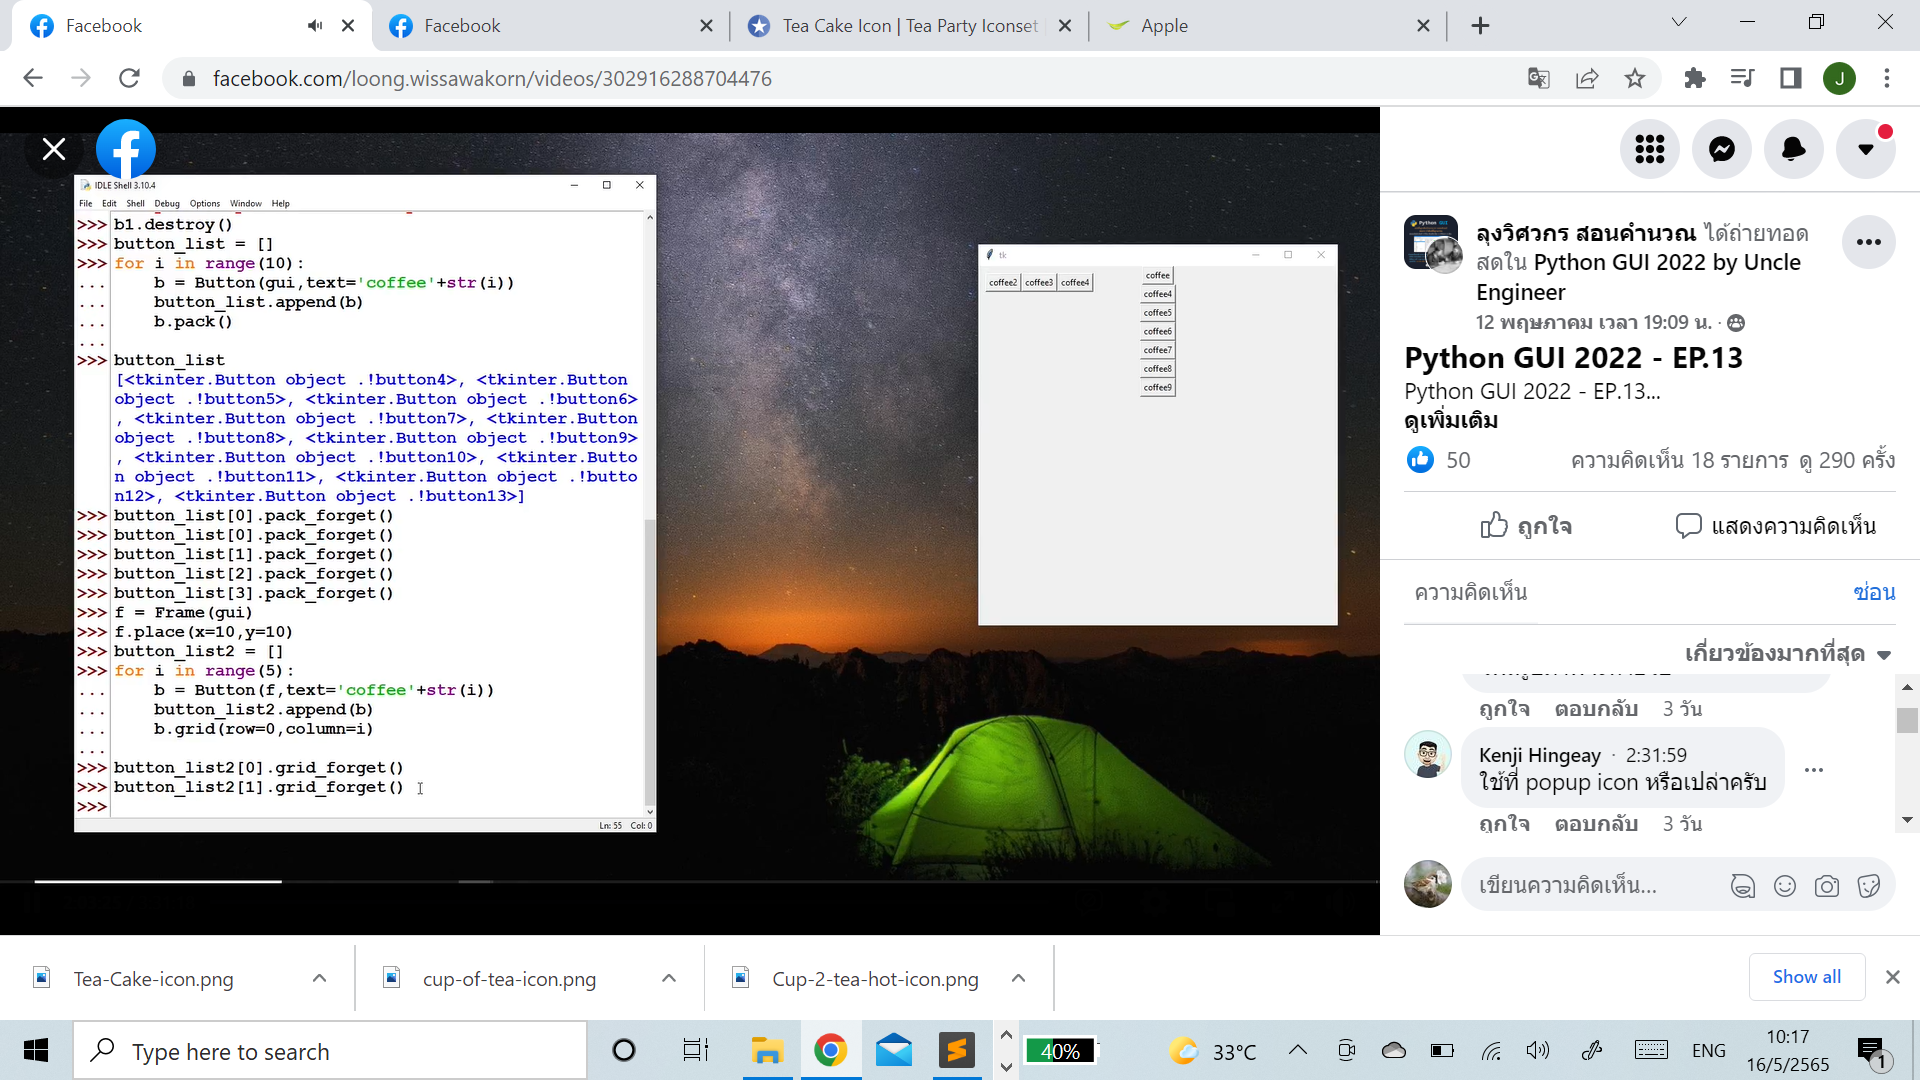 Facebook
Facebook
Tea Cake Icon | Tea Party Iconset
Apple
facebook.com/loong.wissawakorn/videos/302916288704476
J
IDLE Shell 3.10.4
File Edit Shell Debug Options Window Help
>>> b1.destroy()
>>> button_list = []
>>> for i in range(10):
... b = Button(gui,text='coffee'+str(i))
... button_list.append(b)
... b.pack()
...
>>> button_list
[<tkinter.Button object .!button4>, <tkinter.Button
object .!button5>, <tkinter.Button object .!button6>
, <tkinter.Button object .!button7>, <tkinter.Button
object .!button8>, <tkinter.Button object .!button9>
, <tkinter.Button object .!button10>, <tkinter.Butto
n object .!button11>, <tkinter.Button object .!butto
n12>, <tkinter.Button object .!button13>]
>>> button_list[0].pack_forget()
>>> button_list[0].pack_forget()
>>> button_list[1].pack_forget()
>>> button_list[2].pack_forget()
>>> button_list[3].pack_forget()
>>> f = Frame(gui)
>>> f.place(x=10,y=10)
>>> button_list2 = []
>>> for i in range(5):
... b = Button(f,text='coffee'+str(i))
... button_list2.append(b)
... b.grid(row=0,column=i)
...
>>> button_list2[0].grid_forget()
>>> button_list2[1].grid_forget()
>>>
Ln: 55 Col: 0
tk
coffee2 coffee3 coffee4
coffee
coffee4
coffee5
coffee6
coffee7
coffee8
coffee9
ลุงวิศวกร สอนคำนวณ ได้ถ่ายทอด
สดใน Python GUI 2022 by Uncle
Engineer
12 พฤษภาคม เวลา 19:09 น. ·
Python GUI 2022 - EP.13
Python GUI 2022 - EP.13...
ดูเพิ่มเติม
50
ความคิดเห็น 18 รายการ ดู 290 ครั้ง
ถูกใจ
แสดงความคิดเห็น
ความคิดเห็น
ซ่อน
เกี่ยวข้องมากที่สุด
ถูกใจ ตอบกลับ 3 วัน
Kenji Hingeay · 2:31:59
ใช้ที่ popup icon หรือเปล่าครับ
ถูกใจ ตอบกลับ 3 วัน
เขียนความคิดเห็น...
Tea-Cake-icon.png
cup-of-tea-icon.png
Cup-2-tea-hot-icon.png
Show all
Type here to search
40%
33°C
ENG
10:17
16/5/2565
1